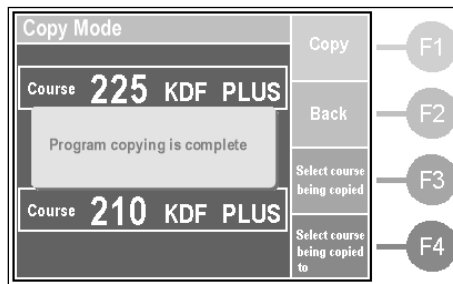 Copy Mode
Copy
F1
Course 225 KDF PLUS
Back
F2
Program copying is complete
Select course
being copied
F3
Course 210 KDF PLUS
Select course
being copied
to
F4